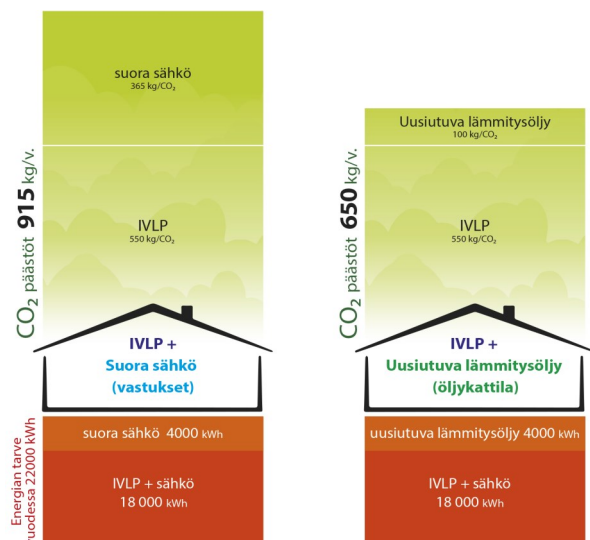 suora sähkö
365 kg/CO₂
IVLP
550 kg/CO₂
CO₂ päästöt 915 kg/v.
IVLP +
Suora sähkö
(vastukset)
suora sähkö 4000 kWh
IVLP + sähkö
18 000 kWh
Energian tarve
vuodessa 22000 kWh
Uusiutuva lämmitysöljy
100 kg/CO₂
IVLP
550 kg/CO₂
CO₂ päästöt 650 kg/v.
IVLP +
Uusiutuva lämmitysöljy
(öljykattila)
uusiutuva lämmitysöljy 4000 kWh
IVLP + sähkö
18 000 kWh